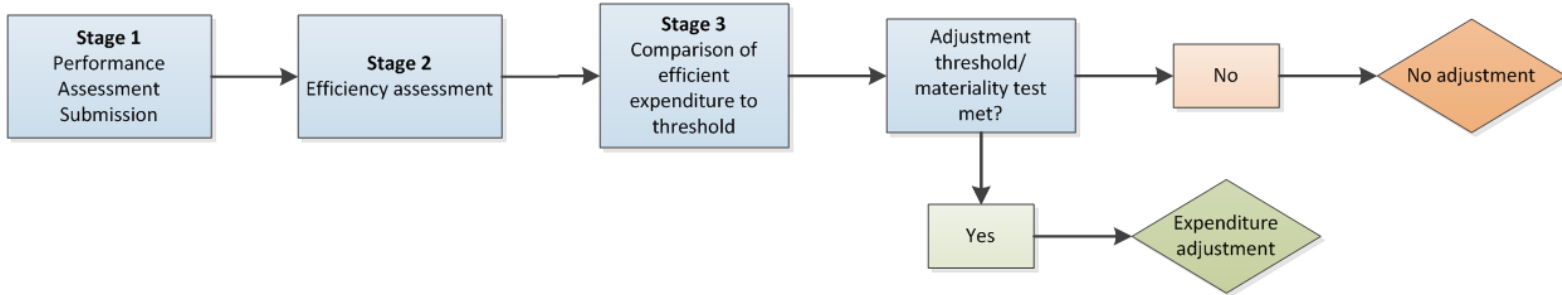 Stage 1
Performance
Assessment
Submission
Stage 2
Efficiency assessment
Stage 3
Comparison of
efficient
expenditure to
threshold
Adjustment
threshold/
materiality test
met?
No
No adjustment
Yes
Expenditure
adjustment